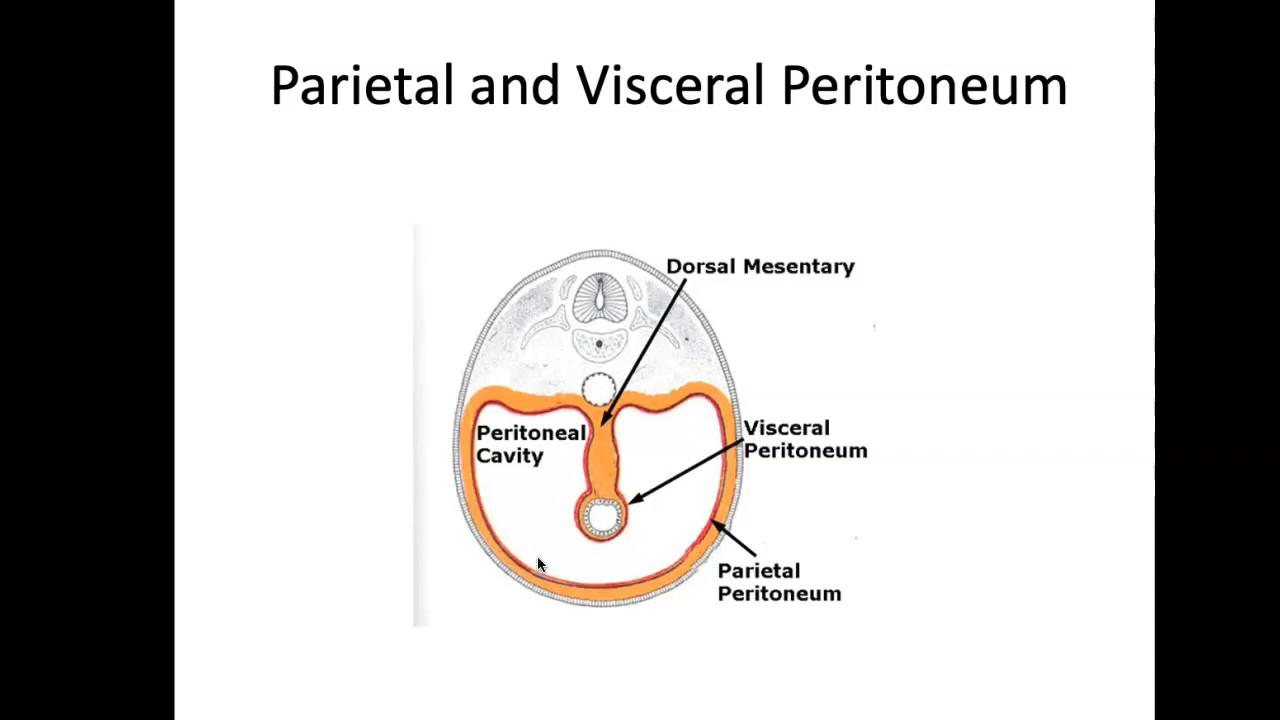 Parietal and Visceral Peritoneum
Dorsal Mesentary
Peritoneal
Cavity
Visceral
Peritoneum
Parietal
Peritoneum